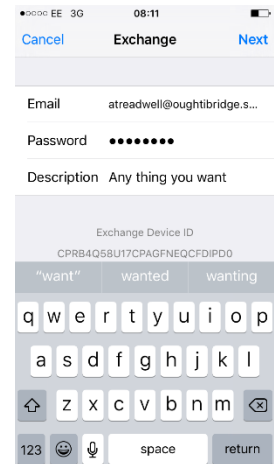 EE 3G 08:11
Cancel Exchange Next
Email atreadwell@oughtibridge.s...
Password ●●●●●●●●
Description Any thing you want
Exchange Device ID
CPRB4Q58U17CPAGFNEQCFDIPD0
"want" wanted wanting
q w e r t y u i o p
a s d f g h j k l
z x c v b n m
123 space return